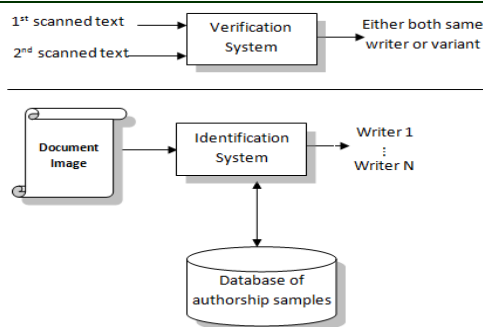 1st scanned text
2nd scanned text
Verification
System
Either both same
writer or variant
Document
Image
Identification
System
Writer 1
⋮
Writer N
Database of
authorship samples